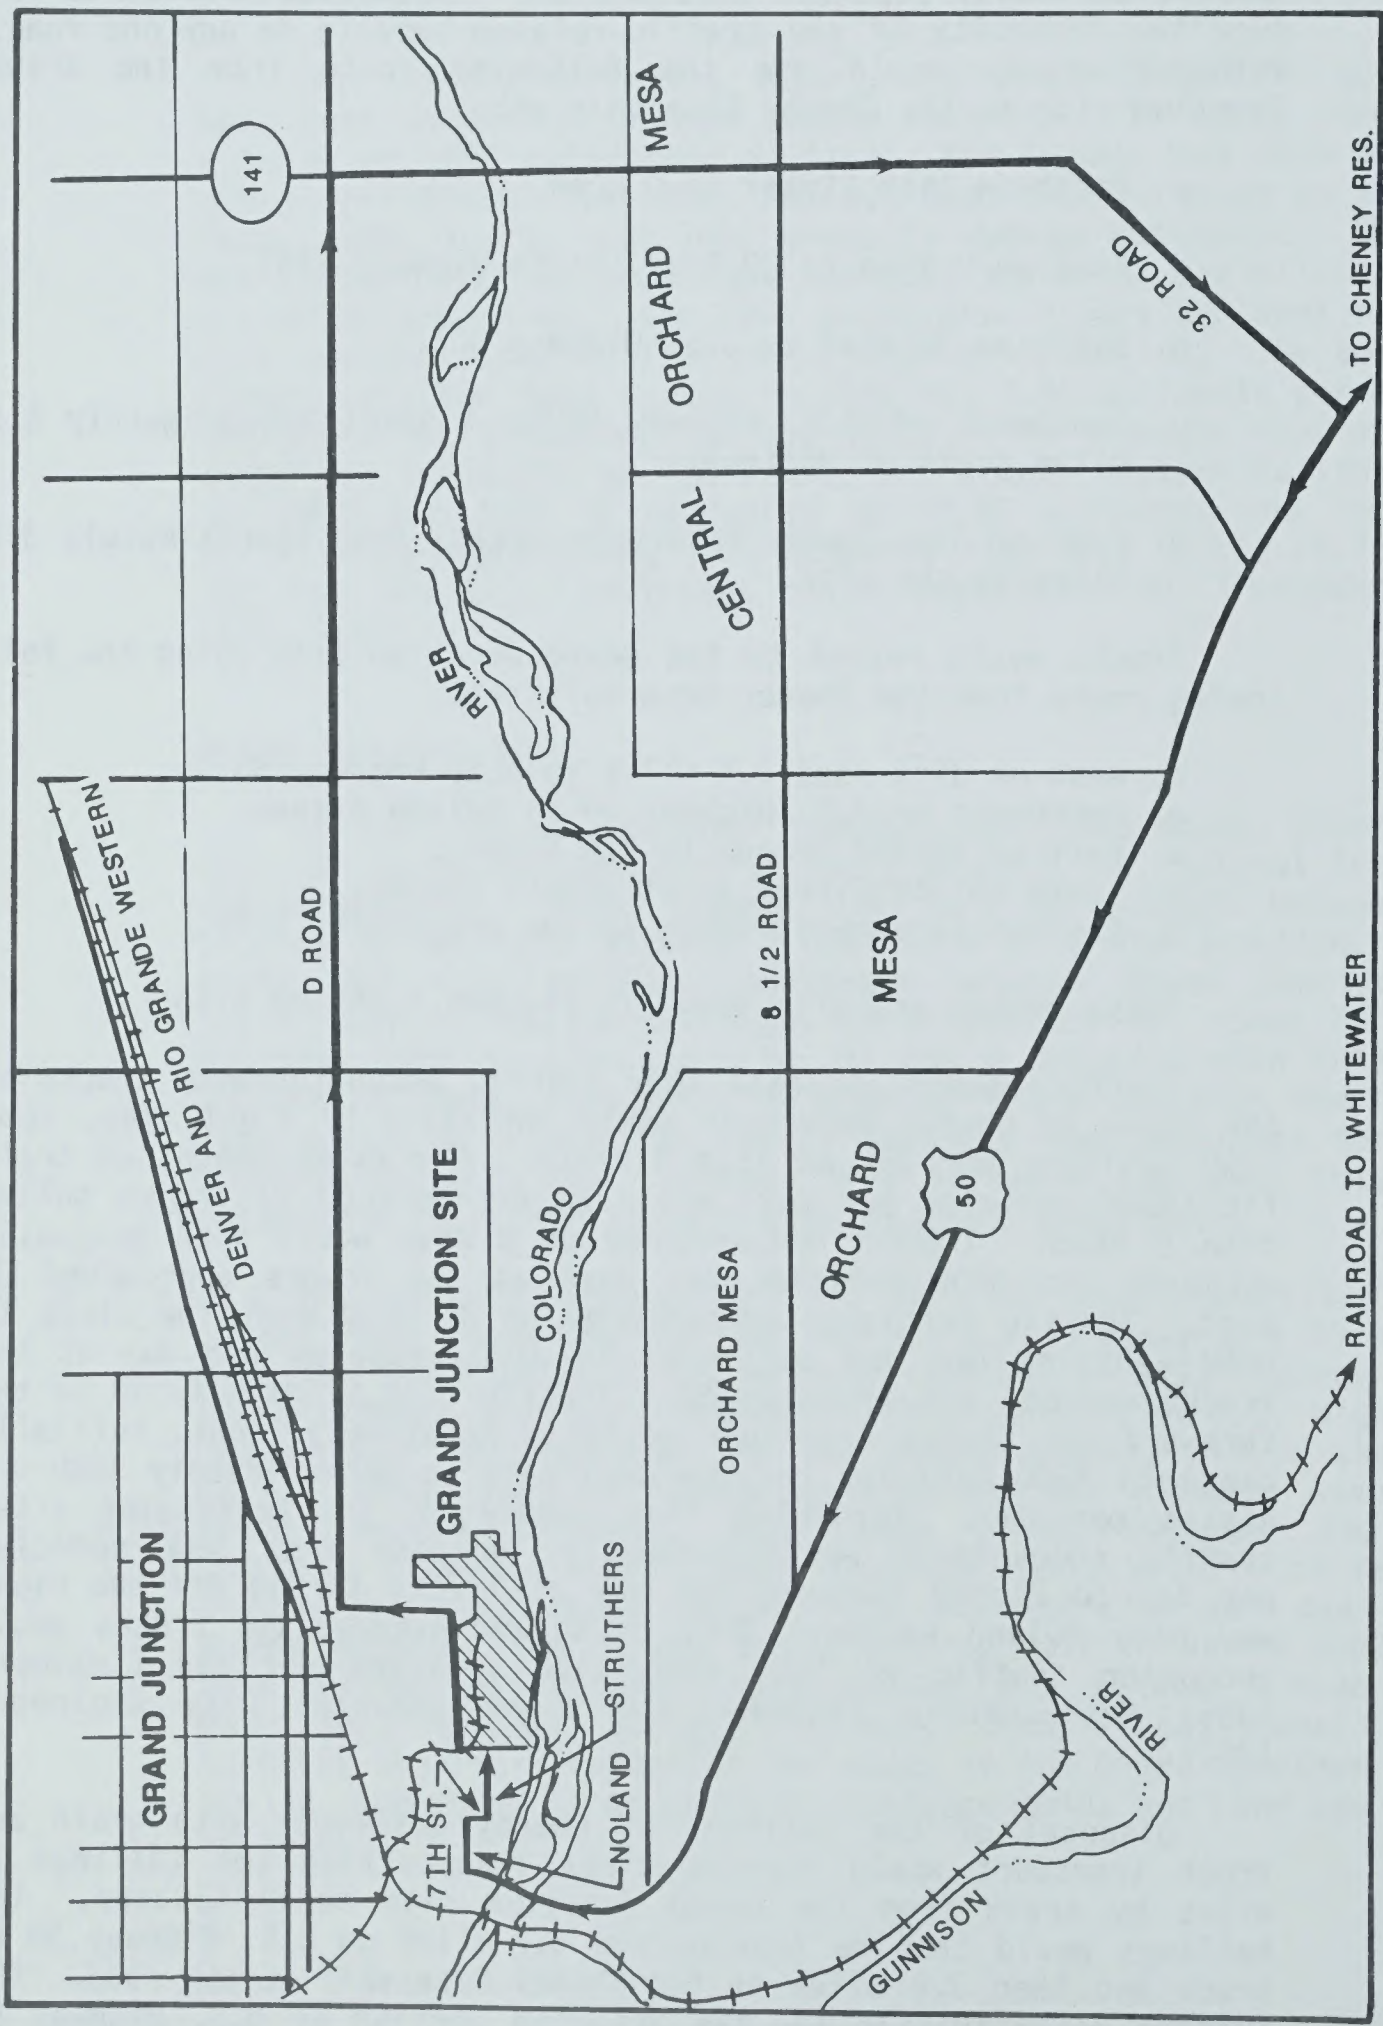 GRAND JUNCTION
DENVER AND RIO GRANDE WESTERN
D ROAD
141
GRAND JUNCTION SITE
7TH ST.
NOLAND
STRUTHERS
COLORADO
RIVER
ORCHARD MESA
8 1/2 ROAD
CENTRAL
ORCHARD
MESA
ORCHARD
MESA
50
32 ROAD
GUNNISON
RIVER
RAILROAD TO WHITEWATER
TO CHENEY RES.